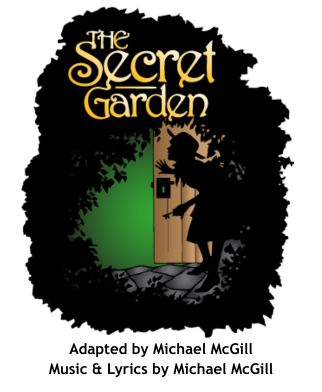 THE
Secret
Garden
Adapted by Michael McGill
Music & Lyrics by Michael McGill